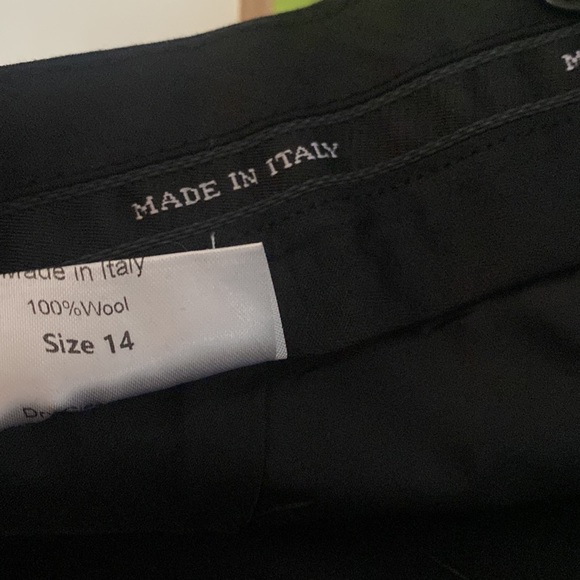 MADE IN ITALY
M
Made in Italy
100%Wool
Size 14